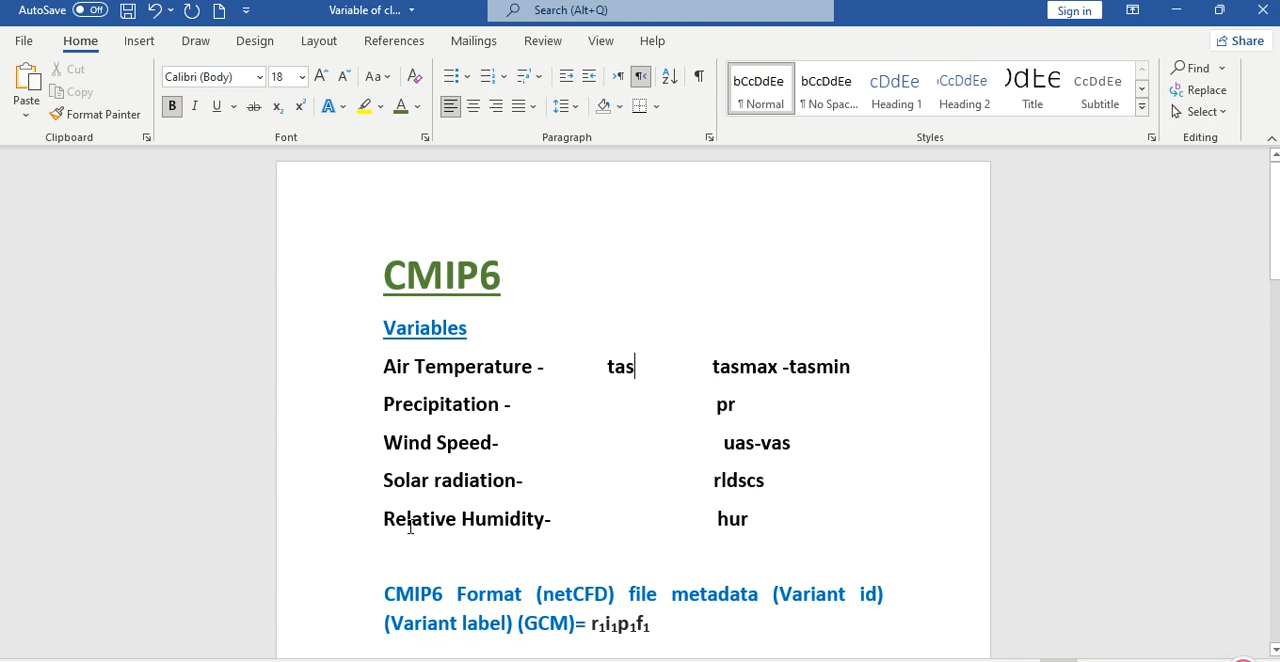 AutoSave Off Variable of cl... Search (Alt+Q) Sign in
File Home Insert Draw Design Layout References Mailings Review View Help Share
Paste Cut Calibri (Body) 18 Aa AaBbCcDdEe Find
Copy
Format Painter
bCcDdEe bCcDdEe cDdEe CcDdEe CcDdEe Replace
¶ Normal ¶ No Spac... Heading 1 Heading 2 Title Subtitle Select
Clipboard Font Paragraph Styles Editing
CMIP6
Variables
Air Temperature - tas tasmax -tasmin
Precipitation - pr
Wind Speed- uas-vas
Solar radiation- rldscs
Relative Humidity- hur
CMIP6 Format (netCFD) file metadata (Variant id)
(Variant label) (GCM)= r₁i₁p₁f₁